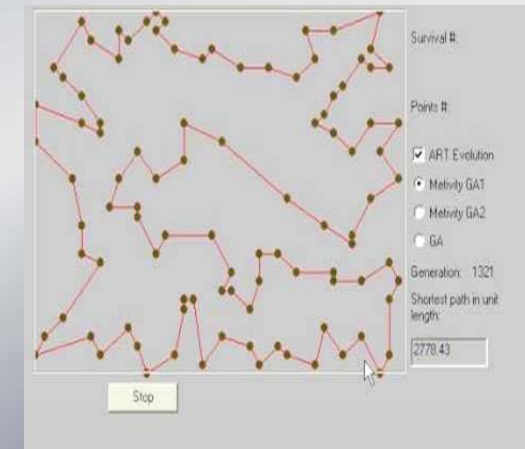 Survival #:
Points #:
ART Evolution
Metivity GA1
Metivity GA2
GA
Generation: 1321
Shortest path in unit
length:
2778.43
Stop